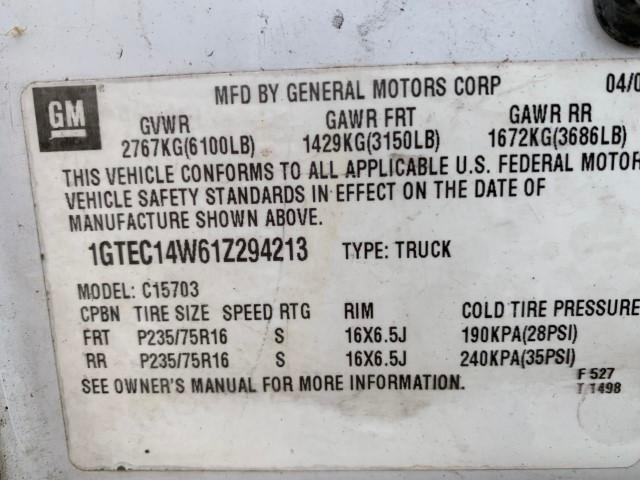 GM
MFD BY GENERAL MOTORS CORP 04/0
GVWR GAWR FRT GAWR RR
2767KG(6100LB) 1429KG(3150LB) 1672KG(3686LB)
THIS VEHICLE CONFORMS TO ALL APPLICABLE U.S. FEDERAL MOTOR
VEHICLE SAFETY STANDARDS IN EFFECT ON THE DATE OF
MANUFACTURE SHOWN ABOVE.
1GTEC14W61Z294213 TYPE: TRUCK
MODEL: C15703
CPBN TIRE SIZE SPEED RTG RIM COLD TIRE PRESSURE
FRT P235/75R16 S 16X6.5J 190KPA(28PSI)
RR P235/75R16 S 16X6.5J 240KPA(35PSI)
SEE OWNER'S MANUAL FOR MORE INFORMATION. F 527
T 1498